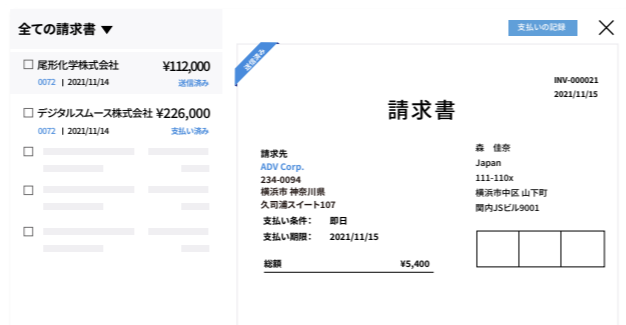 全ての請求書 ▼
尾形化学株式会社 ¥112,000
0072 | 2021/11/14 送信済み
デジタルスムース株式会社 ¥226,000
0072 | 2021/11/14 支払い済み
支払いの記録
送信済み
INV-000021
2021/11/15
請求書
請求先
ADV Corp.
234-0094
横浜市 神奈川県
久司浦スイート107
支払い条件: 即日
支払い期限: 2021/11/15
総額 ¥5,400
森 佳奈
Japan
111-110x
横浜市中区 山下町
関内JSビル9001